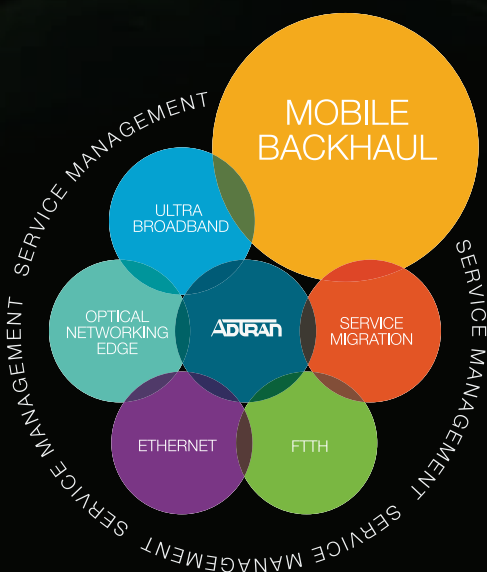 MOBILE
BACKHAUL
ULTRA
BROADBAND
OPTICAL
NETWORKING
EDGE
ADTRAN
SERVICE
MIGRATION
ETHERNET
FTTH
SERVICE MANAGEMENT
SERVICE MANAGEMENT
SERVICE MANAGEMENT
SERVICE MANAGEMENT